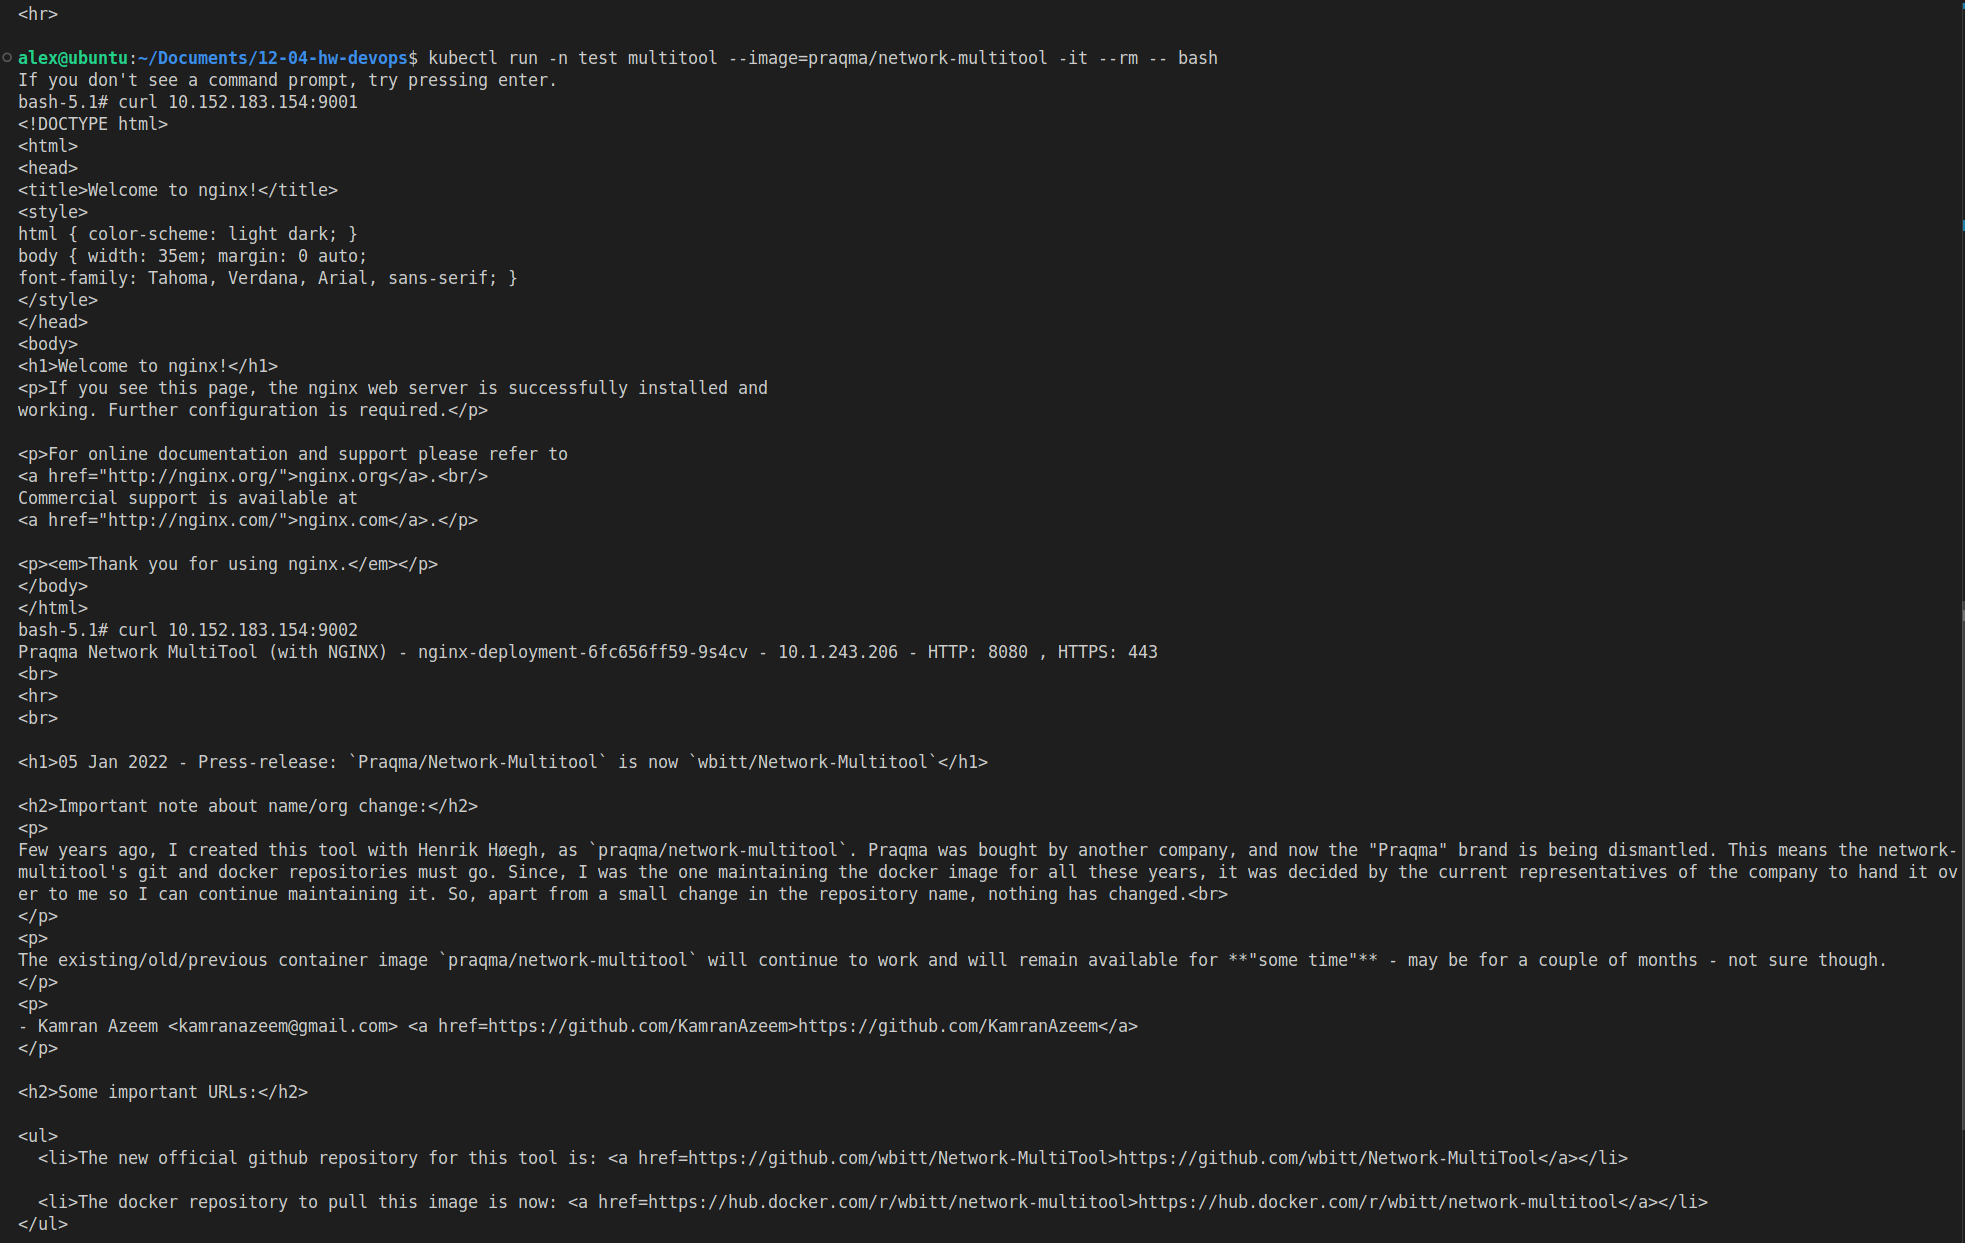 <hr>
alex@ubuntu:~/Documents/12-04-hw-devops$ kubectl run -n test multitool --image=praqma/network-multitool -it --rm -- bash
If you don't see a command prompt, try pressing enter.
bash-5.1# curl 10.152.183.154:9001
<!DOCTYPE html>
<html>
<head>
<title>Welcome to nginx!</title>
<style>
html { color-scheme: light dark; }
body { width: 35em; margin: 0 auto;
font-family: Tahoma, Verdana, Arial, sans-serif; }
</style>
</head>
<body>
<h1>Welcome to nginx!</h1>
<p>If you see this page, the nginx web server is successfully installed and
working. Further configuration is required.</p>
<p>For online documentation and support please refer to
<a href="http://nginx.org/">nginx.org</a>.<br/>
Commercial support is available at
<a href="http://nginx.com/">nginx.com</a>.</p>
<p><em>Thank you for using nginx.</em></p>
</body>
</html>
bash-5.1# curl 10.152.183.154:9002
Praqma Network MultiTool (with NGINX) - nginx-deployment-6fc656ff59-9s4cv - 10.1.243.206 - HTTP: 8080 , HTTPS: 443
<br>
<hr>
<br>
<h1>05 Jan 2022 - Press-release: `Praqma/Network-Multitool` is now `wbitt/Network-Multitool`</h1>
<h2>Important note about name/org change:</h2>
<p>
Few years ago, I created this tool with Henrik Høegh, as `praqma/network-multitool`. Praqma was bought by another company, and now the "Praqma" brand is being dismantled. This means the network-
multitool's git and docker repositories must go. Since, I was the one maintaining the docker image for all these years, it was decided by the current representatives of the company to hand it ov
er to me so I can continue maintaining it. So, apart from a small change in the repository name, nothing has changed.<br>
</p>
<p>
The existing/old/previous container image `praqma/network-multitool` will continue to work and will remain available for **"some time"** - may be for a couple of months - not sure though.
</p>
<p>
- Kamran Azeem <kamranazeem@gmail.com> <a href=https://github.com/KamranAzeem>https://github.com/KamranAzeem</a>
</p>
<h2>Some important URLs:</h2>
<ul>
  <li>The new official github repository for this tool is: <a href=https://github.com/wbitt/Network-MultiTool>https://github.com/wbitt/Network-MultiTool</a></li>
  <li>The docker repository to pull this image is now: <a href=https://hub.docker.com/r/wbitt/network-multitool>https://hub.docker.com/r/wbitt/network-multitool</a></li>
</ul>